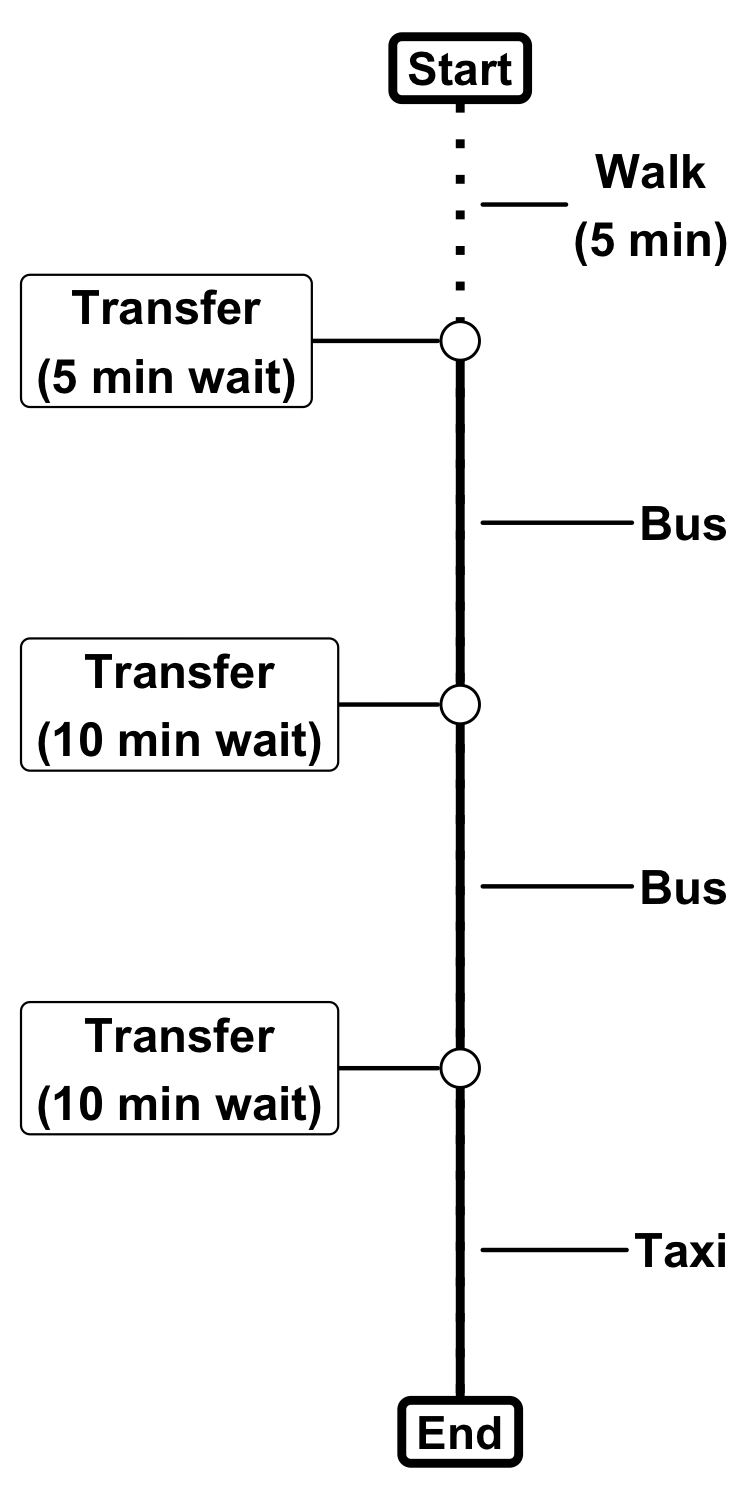 Start
Walk
(5 min)
Transfer
(5 min wait)
Bus
Transfer
(10 min wait)
Bus
Transfer
(10 min wait)
Taxi
End